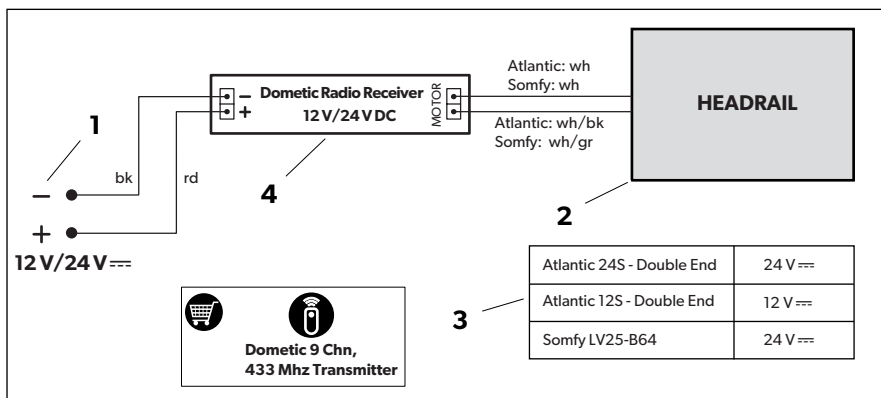 Atlantic: wh
Somfy: wh
Dometic Radio Receiver
12 V/24 V DC
− 
+
MOTOR
HEADRAIL
Atlantic: wh/bk
Somfy: wh/gr
1
bk
rd
4
2
−
+
12 V/24 V ⎓
Atlantic 24S - Double End 24 V ⎓
Atlantic 12S - Double End 12 V ⎓
Somfy LV25-B64 24 V ⎓
3
Dometic 9 Chn,
433 Mhz Transmitter